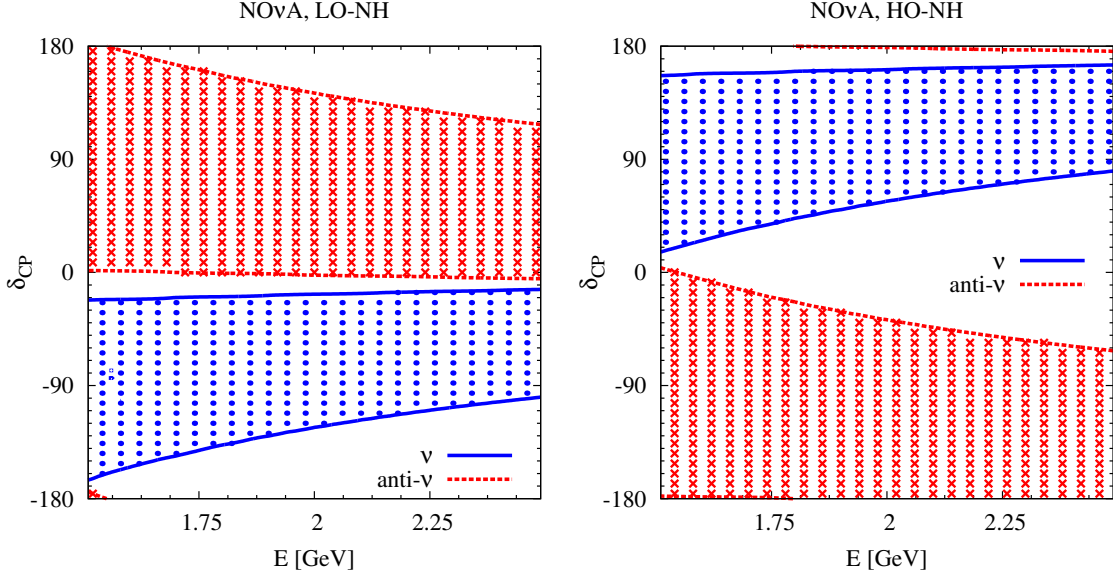 NOνA, LO-NH
180
90
0
-90
-180
δCP
1.75
2
2.25
E [GeV]
ν
anti-ν
NOνA, HO-NH
180
90
0
-90
-180
δCP
1.75
2
2.25
E [GeV]
ν
anti-ν